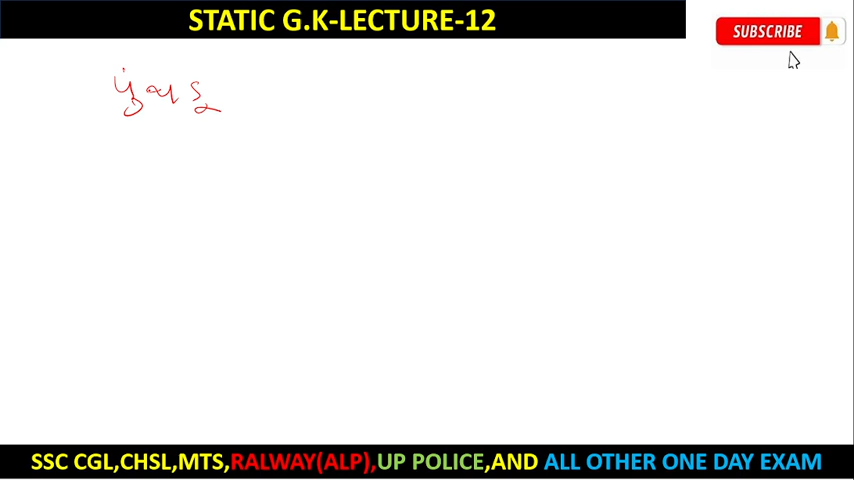 STATIC G.K-LECTURE-12
SUBSCRIBE
SSC CGL,CHSL,MTS,RALWAY(ALP),UP POLICE,AND ALL OTHER ONE DAY EXAM